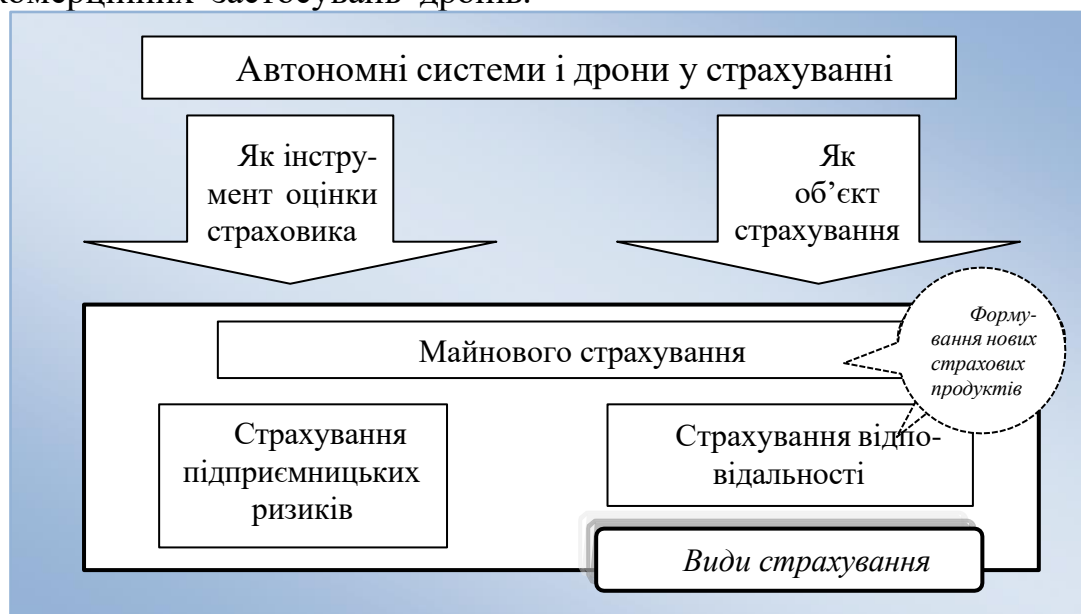 комерційних застосувань дронів.
Автономні системи і дрони у страхуванні
Як інстру-
мент оцінки
страховика
Як
об’єкт
страхування
Форму-
вання нових
страхових
продуктів
Майнового страхування
Страхування
підприємницьких
ризиків
Страхування відпо-
відальності
Види страхування